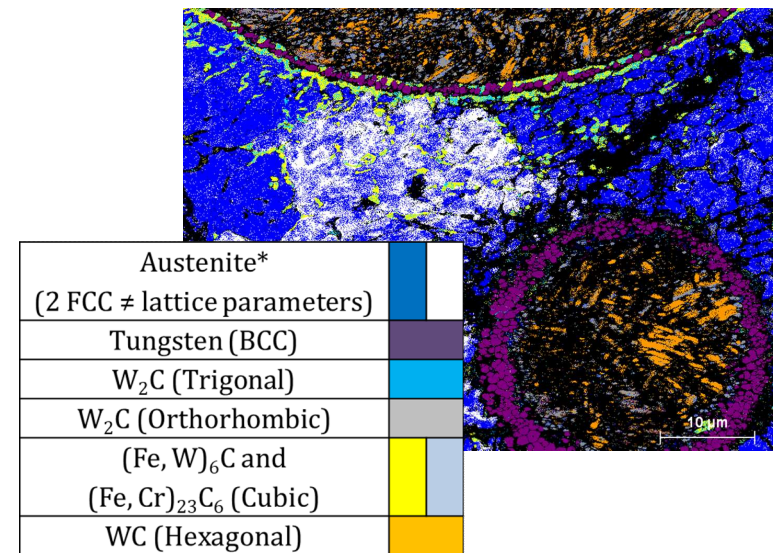 10 µm
Austenite*
(2 FCC ≠ lattice parameters)
Tungsten (BCC)
W₂C (Trigonal)
W₂C (Orthorhombic)
(Fe, W)₆C and
(Fe, Cr)₂₃C₆ (Cubic)
WC (Hexagonal)